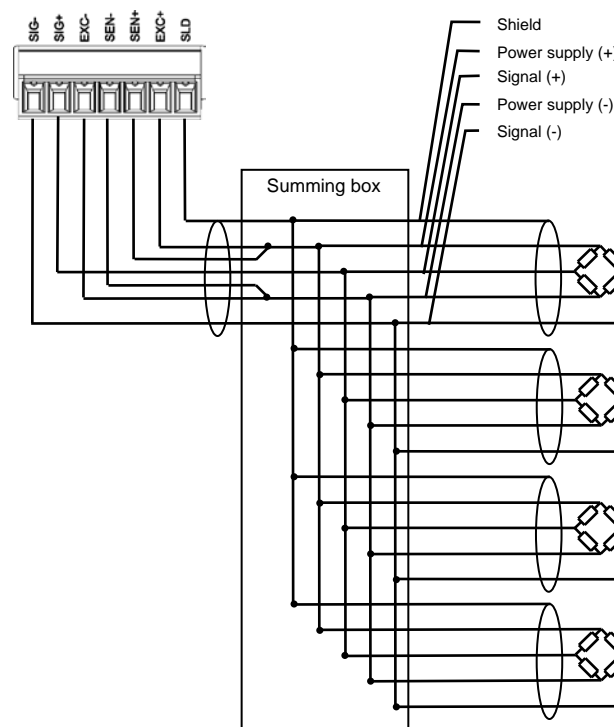 SIG-
SIG+
EXC-
SEN-
SEN+
EXC+
SLD
Shield
Power supply (+)
Signal (+)
Power supply (-)
Signal (-)
Summing box